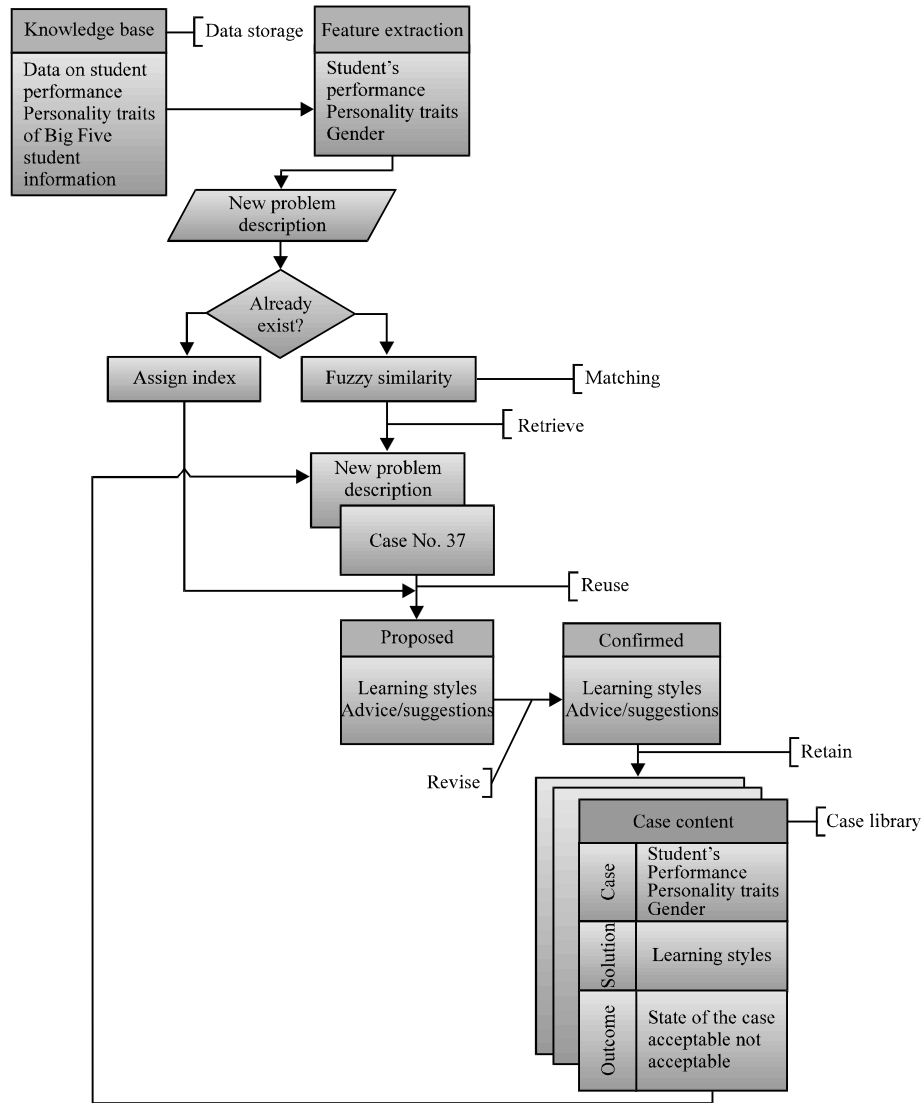 Knowledge base
Data storage
Feature extraction
Data on student
performance
Personality traits
of Big Five
student
information
Student's
performance
Personality traits
Gender
New problem
description
Already
exist?
Assign index
Fuzzy similarity
Matching
Retrieve
New problem
description
Case No. 37
Reuse
Proposed
Learning styles
Advice/suggestions
Confirmed
Learning styles
Advice/suggestions
Revise
Retain
Case library
Case content
Case
Student's
Performance
Personality traits
Gender
Solution
Learning styles
Outcome
State of the case
acceptable not
acceptable